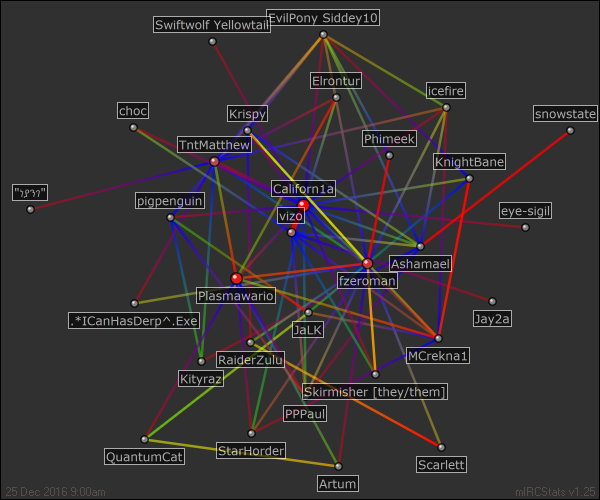 Swiftwolf Yellowtail
EvilPony Siddey10
Elrontur
icefire
choc
Krispy
snowstate
TntMatthew
Phimeek
KnightBane
Californ1a
pigpenguin
vizo
eye-sigil
Ashamael
fzeroman
Plasmawario
.*ICanHasDerp^.Exe
JaLK
Jay2a
RaiderZulu
MCrekna1
Kityraz
Skirmisher [they/them]
PPPaul
QuantumCat
StarHorder
Scarlett
Artum
25 Dec 2016 9:00am
mIRCStats v1.25